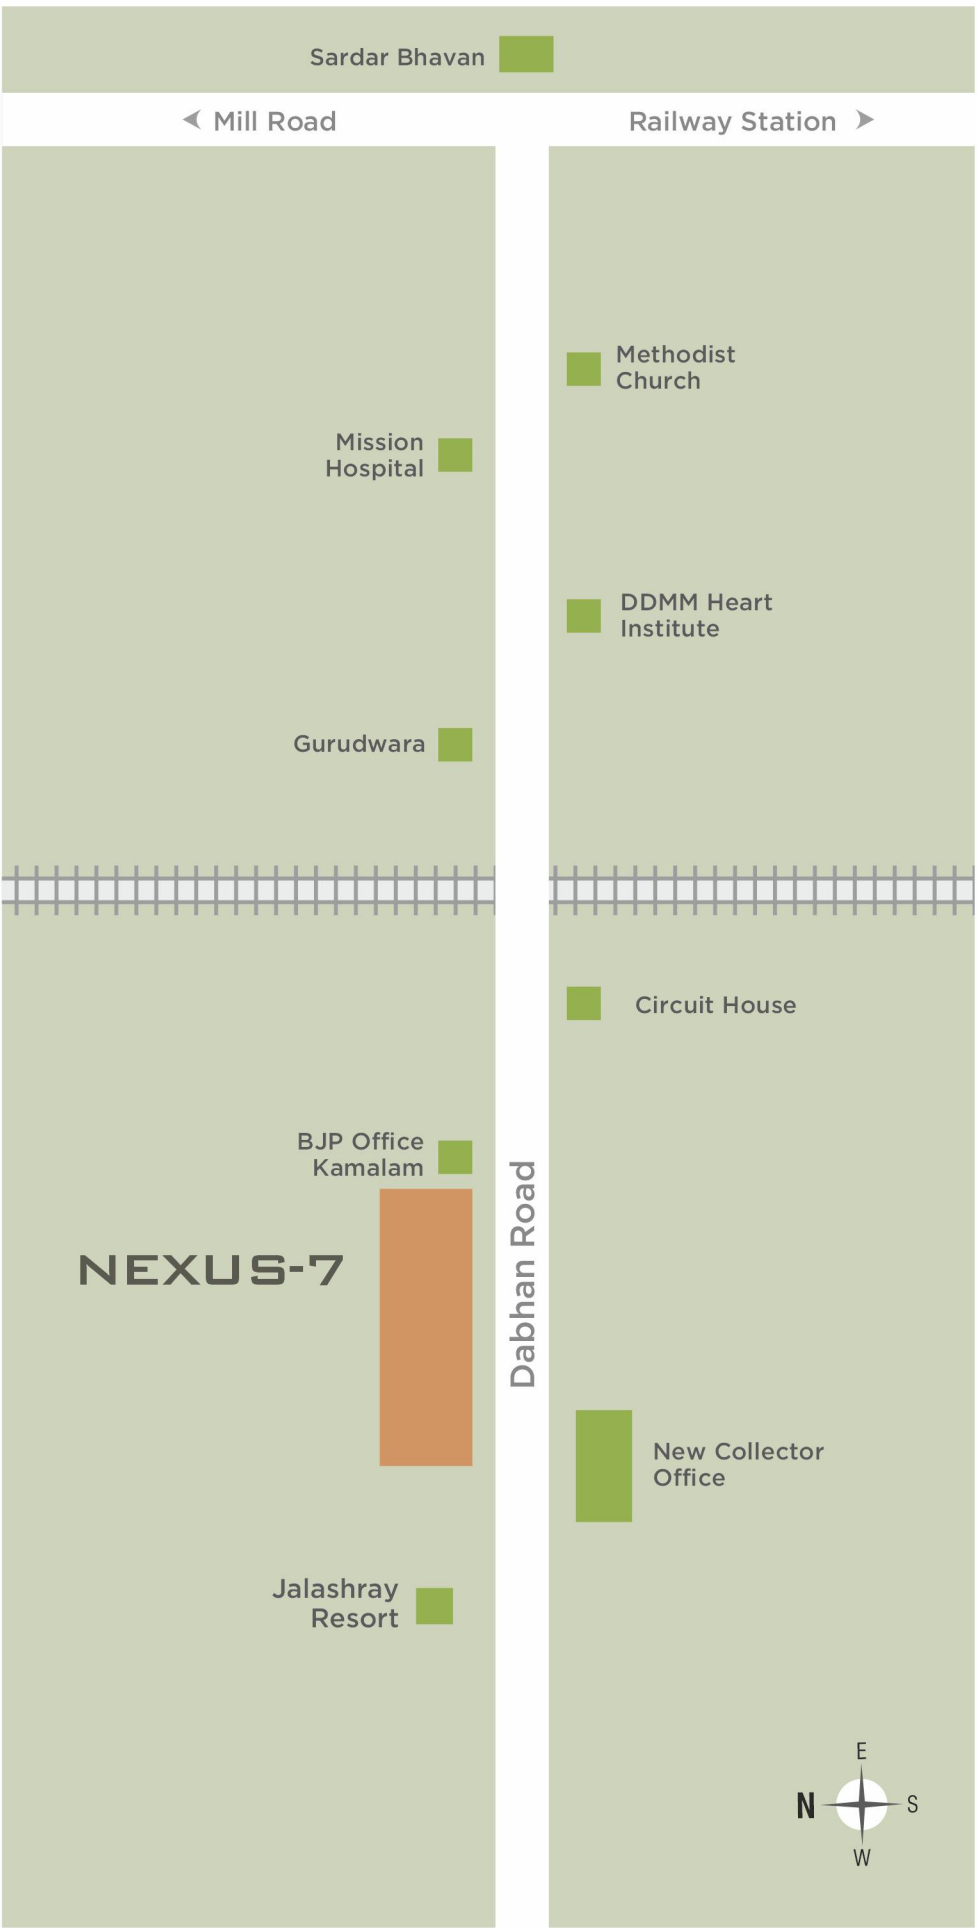 Sardar Bhavan
Mill Road
Railway Station
Methodist
Church
Mission
Hospital
DDMM Heart
Institute
Gurudwara
Circuit House
BJP Office
Kamalam
NEXUS-7
Dabhan Road
New Collector
Office
Jalashray
Resort
E
N
S
W